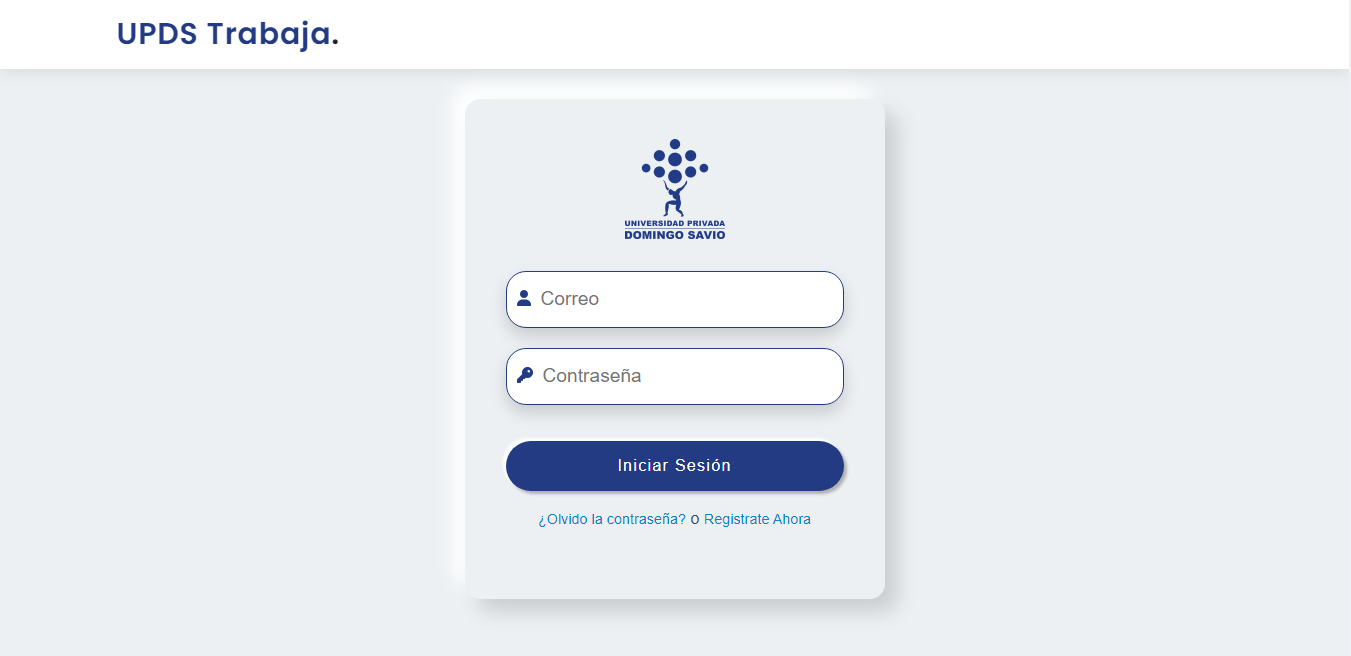 UPDS Trabaja.
UNIVERSIDAD PRIVADA
DOMINGO SAVIO
Correo
Contraseña
Iniciar Sesión
¿Olvido la contraseña? O Registrate Ahora